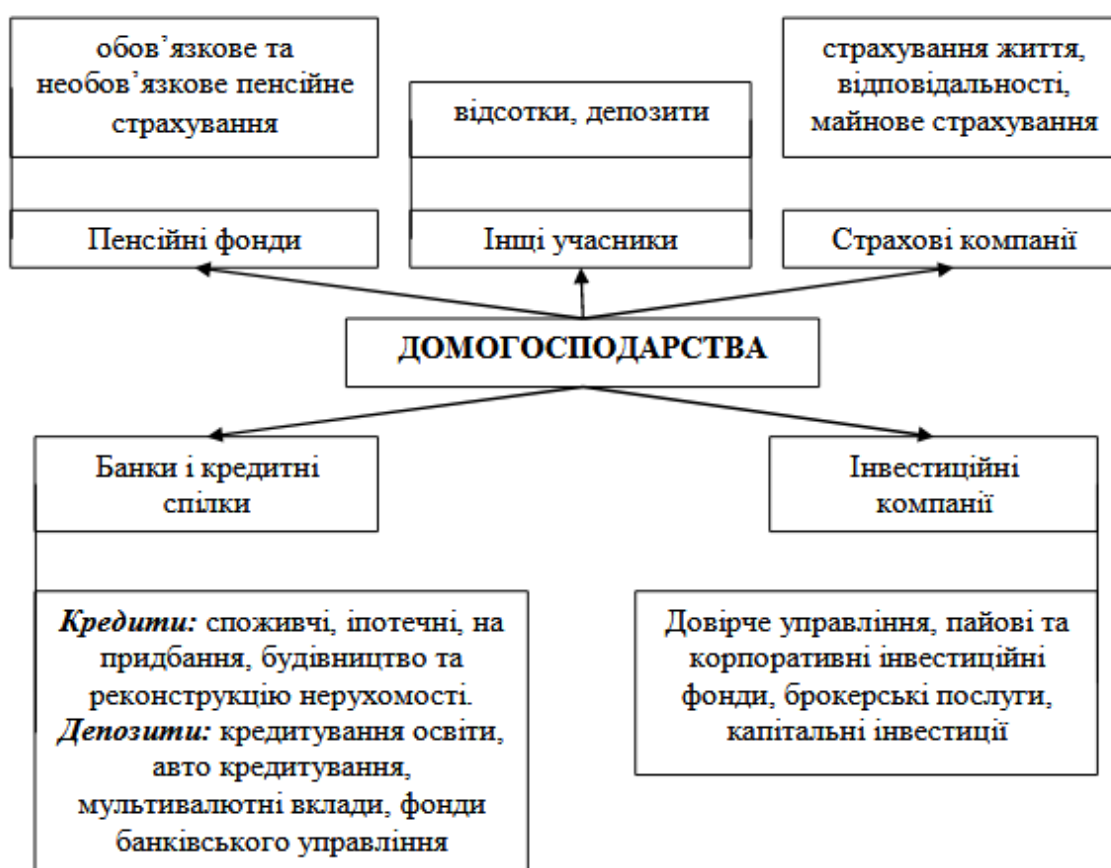 обов’язкове та
необов’язкове пенсійне
страхування
відсотки, депозити
страхування життя,
відповідальності,
майнове страхування
Пенсійні фонди
Інщі учасники
Страхові компанії
ДОМОГОСПОДАРСТВА
Банки і кредитні
спілки
Інвестиційні
компанії
Кредити: споживчі, іпотечні, на
придбання, будівництво та
реконструкцію нерухомості.
Депозити: кредитування освіти,
авто кредитування,
мультивалютні вклади, фонди
банківського управління
Довірче управління, пайові та
корпоративні інвестиційні
фонди, брокерські послуги,
капітальні інвестиції